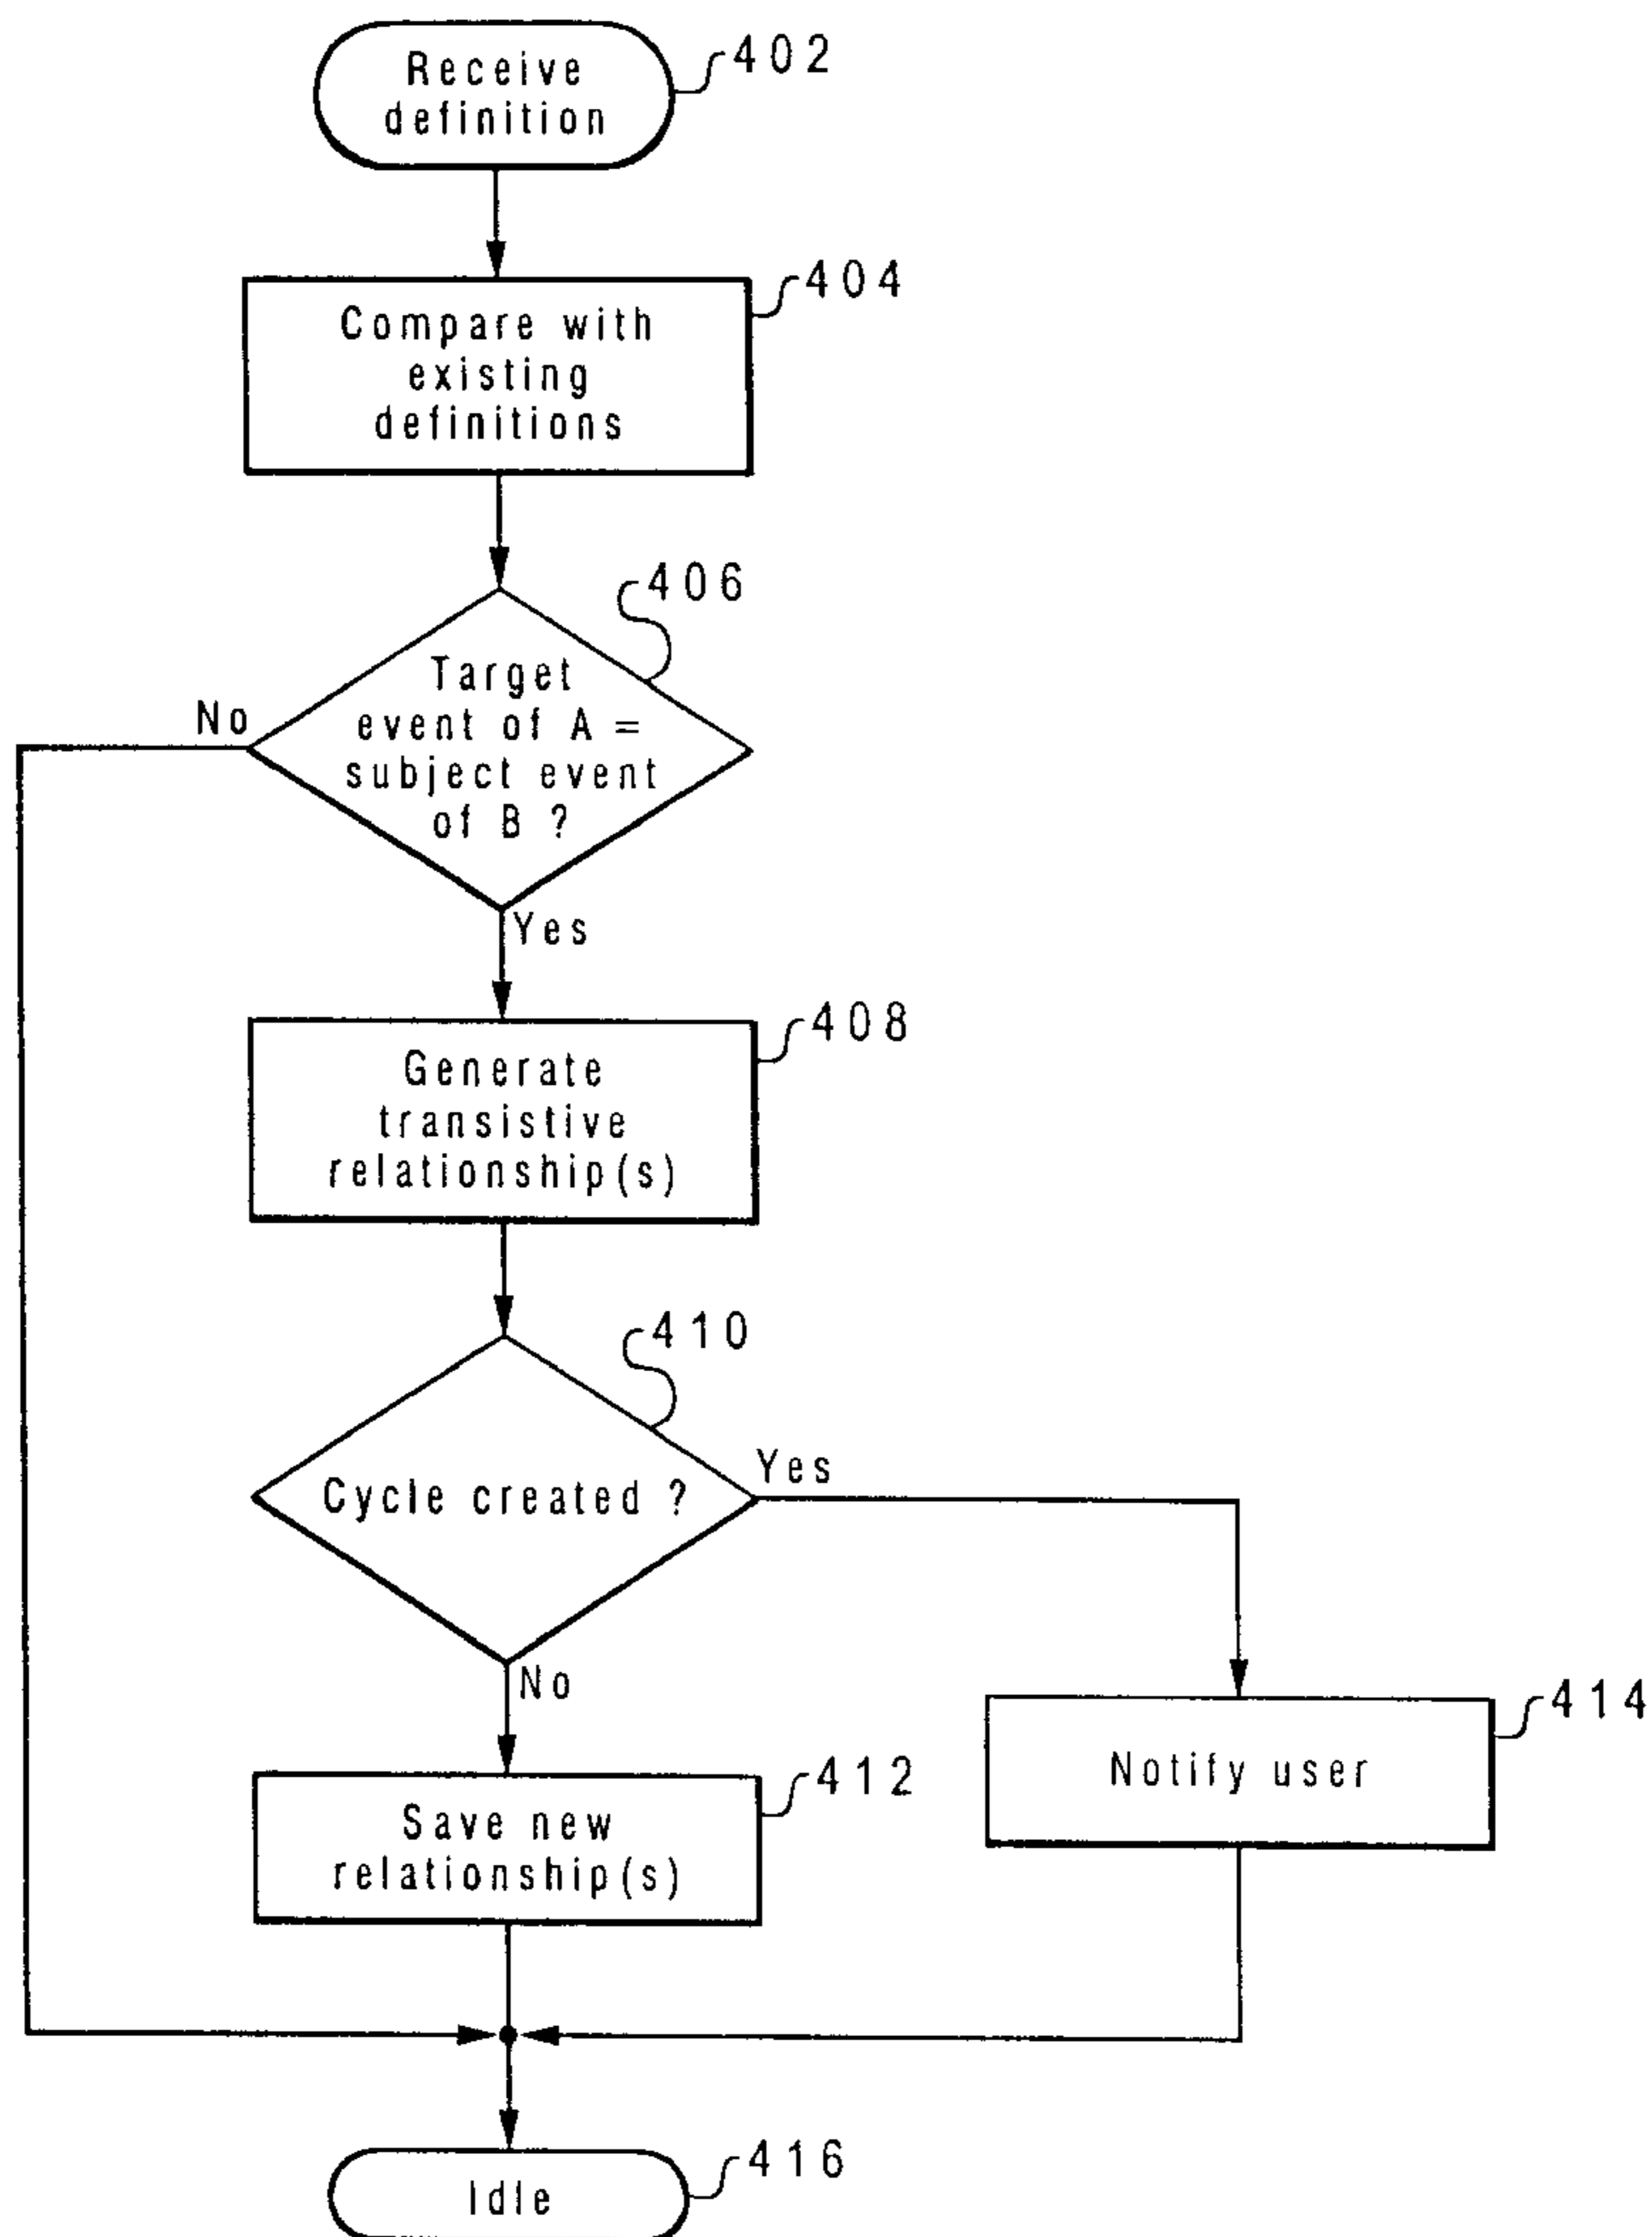 Receive
definition
402
Compare with
existing
definitions
404
406
Target
event of A =
subject event
of B ?
No
Yes
Generate
transistive
relationship(s)
408
410
Cycle created ?
Yes
No
Save new
relationship(s)
412
Notify user
414
Idle
416